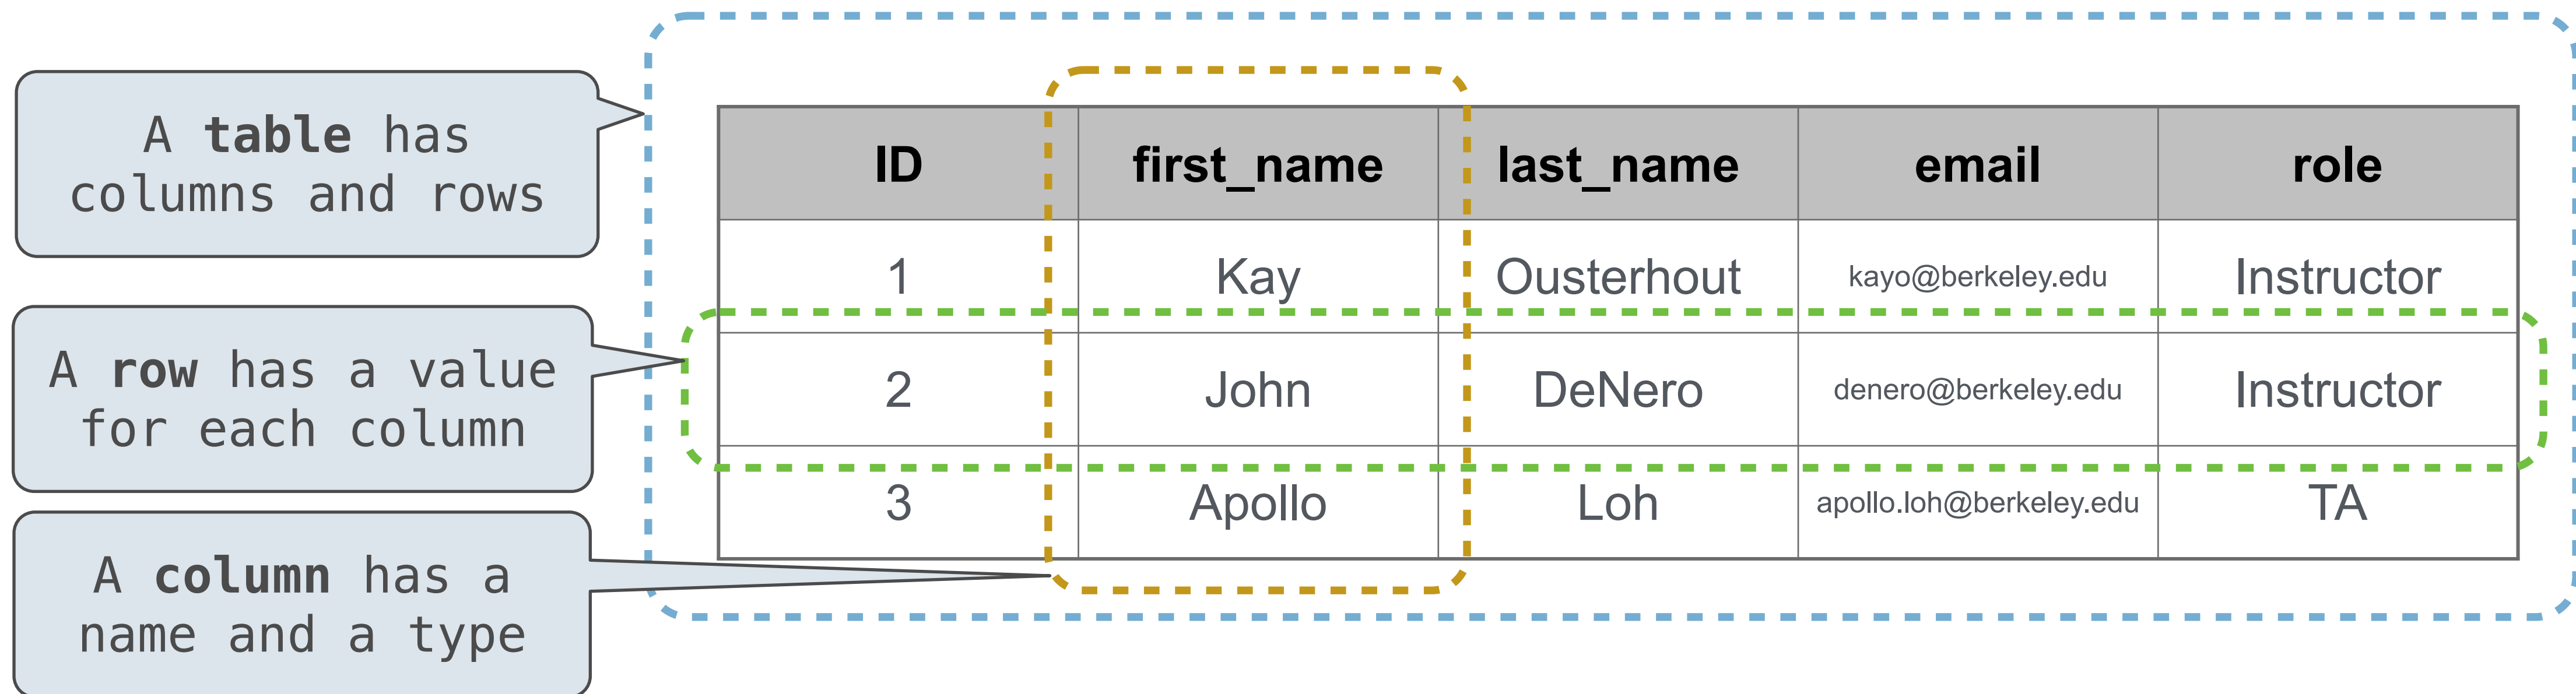 A table has
columns and rows
A row has a value
for each column
A column has a
name and a type
ID first_name last_name email role
1 Kay Ousterhout kayo@berkeley.edu Instructor
2 John DeNero denero@berkeley.edu Instructor
3 Apollo Loh apollo.loh@berkeley.edu TA